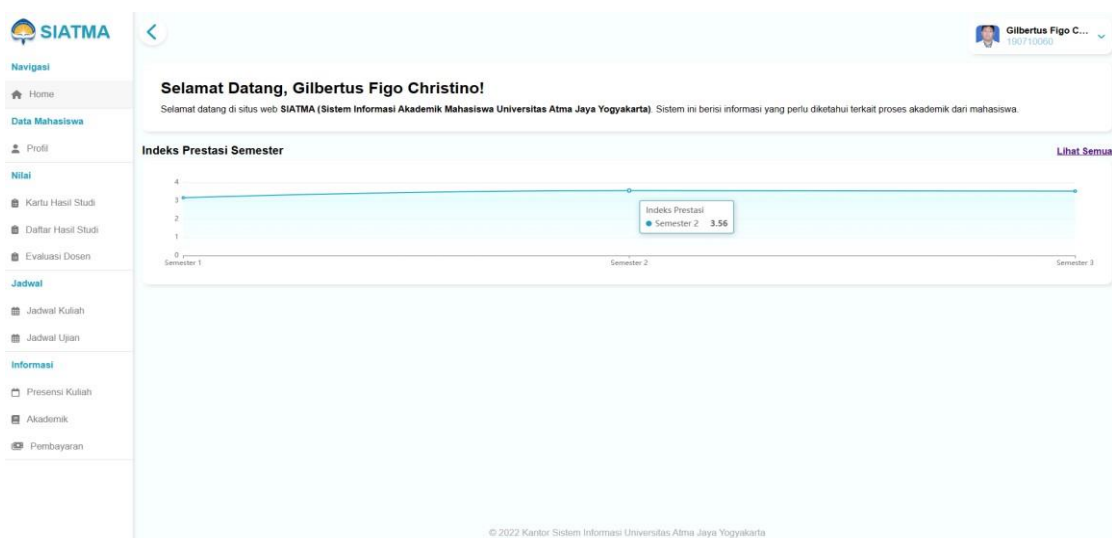 SIATMA
Gilbertus Figo C...
190710060
Navigasi
Home
Data Mahasiswa
Profil
Nilai
Kartu Hasil Studi
Daftar Hasil Studi
Evaluasi Dosen
Jadwal
Jadwal Kuliah
Jadwal Ujian
Informasi
Presensi Kuliah
Akademik
Pembayaran
Selamat Datang, Gilbertus Figo Christino!
Selamat datang di situs web SIATMA (Sistem Informasi Akademik Mahasiswa Universitas Atma Jaya Yogyakarta). Sistem ini berisi informasi yang perlu diketahui terkait proses akademik dari mahasiswa.
Indeks Prestasi Semester
Lihat Semua
4
3
2
1
0
Indeks Prestasi
Semester 2 3.56
Semester 1
Semester 2
Semester 3
© 2022 Kantor Sistem Informasi Universitas Atma Jaya Yogyakarta